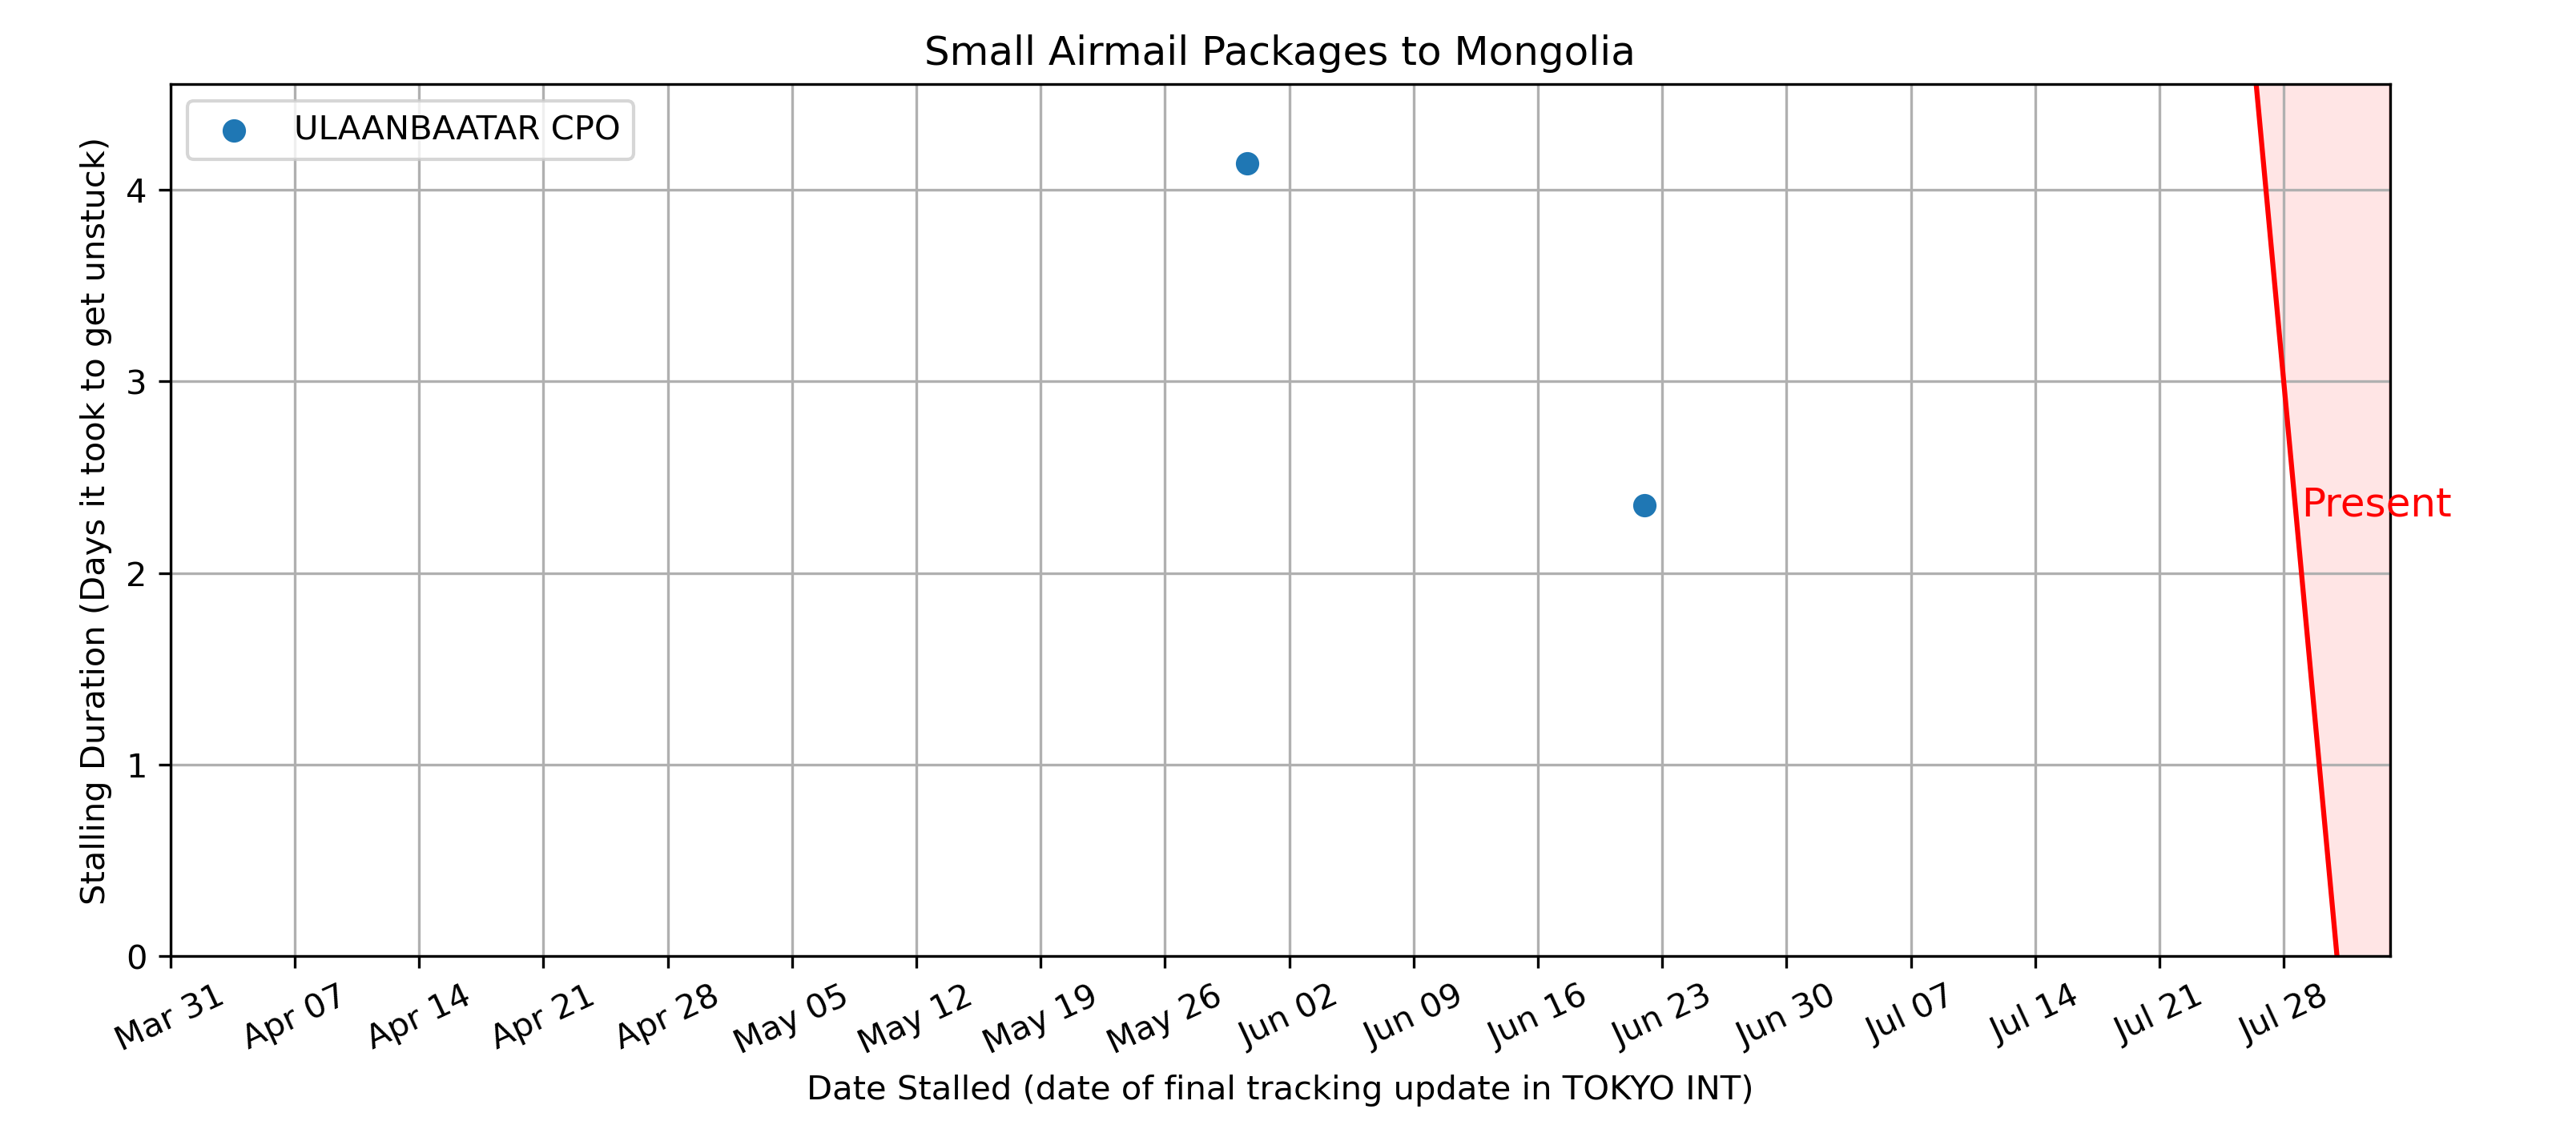 Small Airmail Packages to Mongolia
ULAANBAATAR CPO
Stalling Duration (Days it took to get unstuck)
4
3
2
1
0
Present
Mar 31
Apr 07
Apr 14
Apr 21
Apr 28
May 05
May 12
May 19
May 26
Jun 02
Jun 09
Jun 16
Jun 23
Jun 30
Jul 07
Jul 14
Jul 21
Jul 28
Date Stalled (date of final tracking update in TOKYO INT)